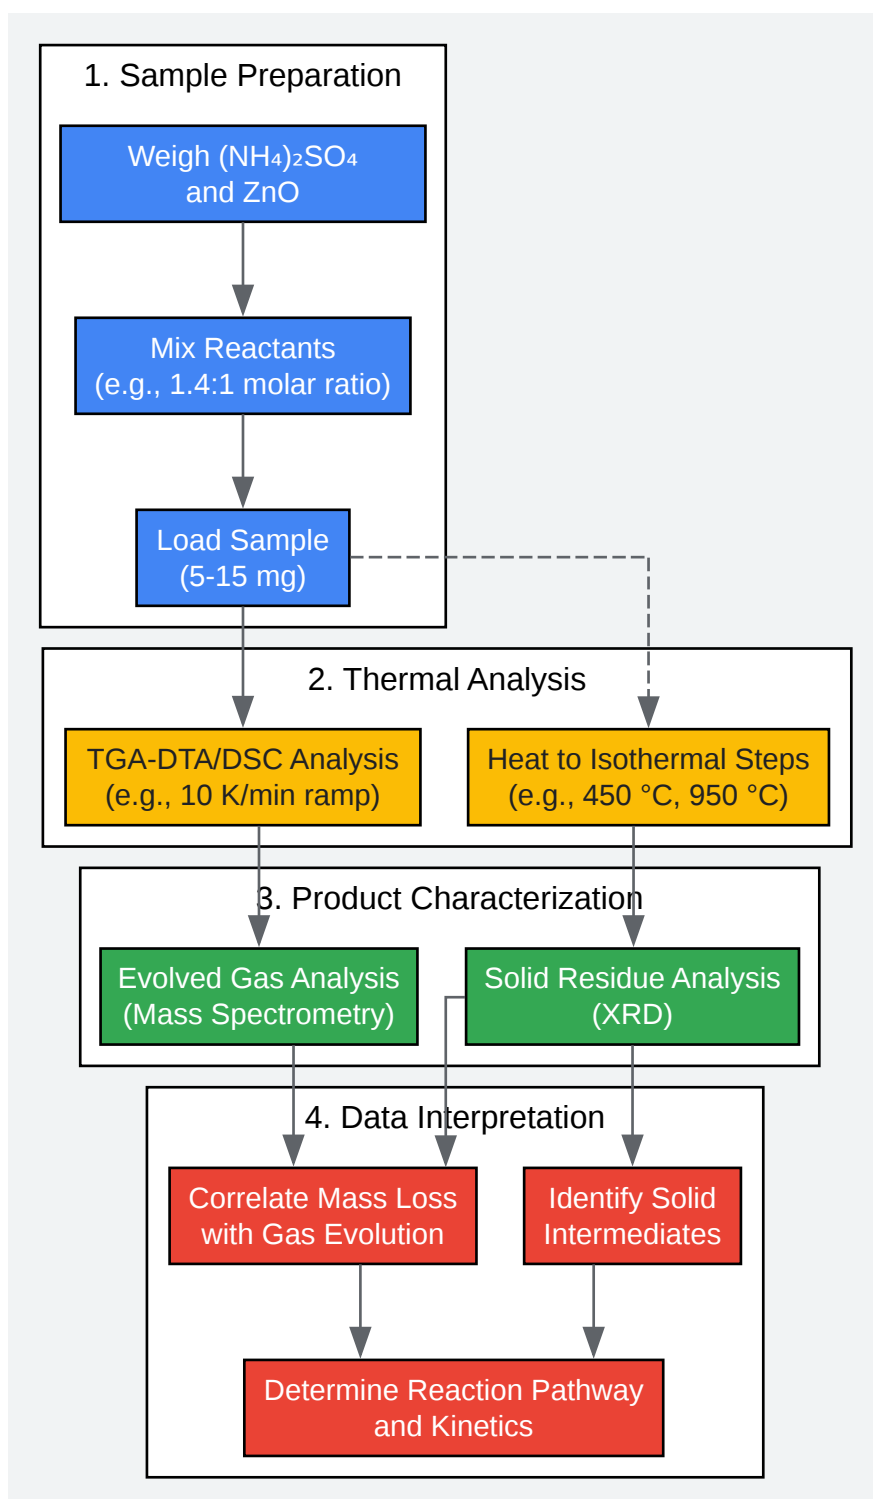 1. Sample Preparation
Weigh (NH₄)₂SO₄
and ZnO
Mix Reactants
(e.g., 1.4:1 molar ratio)
Load Sample
(5-15 mg)
2. Thermal Analysis
TGA-DTA/DSC Analysis
(e.g., 10 K/min ramp)
Heat to Isothermal Steps
(e.g., 450 °C, 950 °C)
3. Product Characterization
Evolved Gas Analysis
(Mass Spectrometry)
Solid Residue Analysis
(XRD)
4. Data Interpretation
Correlate Mass Loss
with Gas Evolution
Identify Solid
Intermediates
Determine Reaction Pathway
and Kinetics